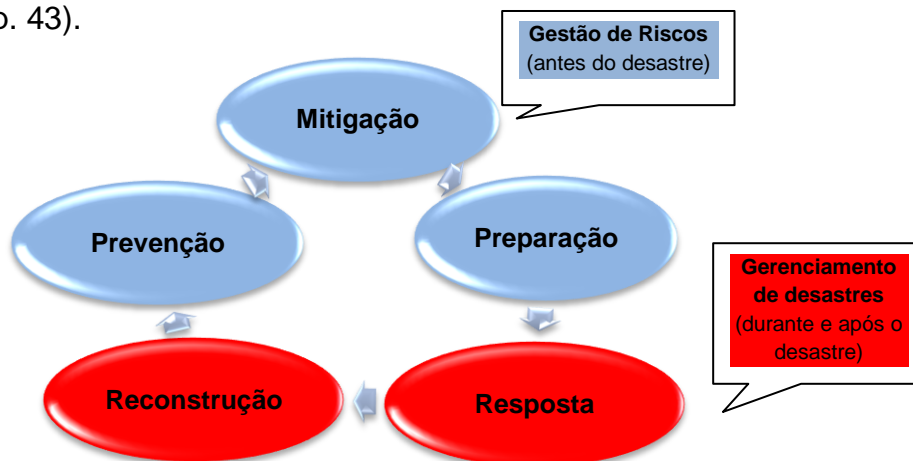 o. 43).
Gestão de Riscos
(antes do desastre)
Mitigação
Prevenção
Preparação
Gerenciamento
de desastres
(durante e após o
desastre)
Reconstrução
Resposta